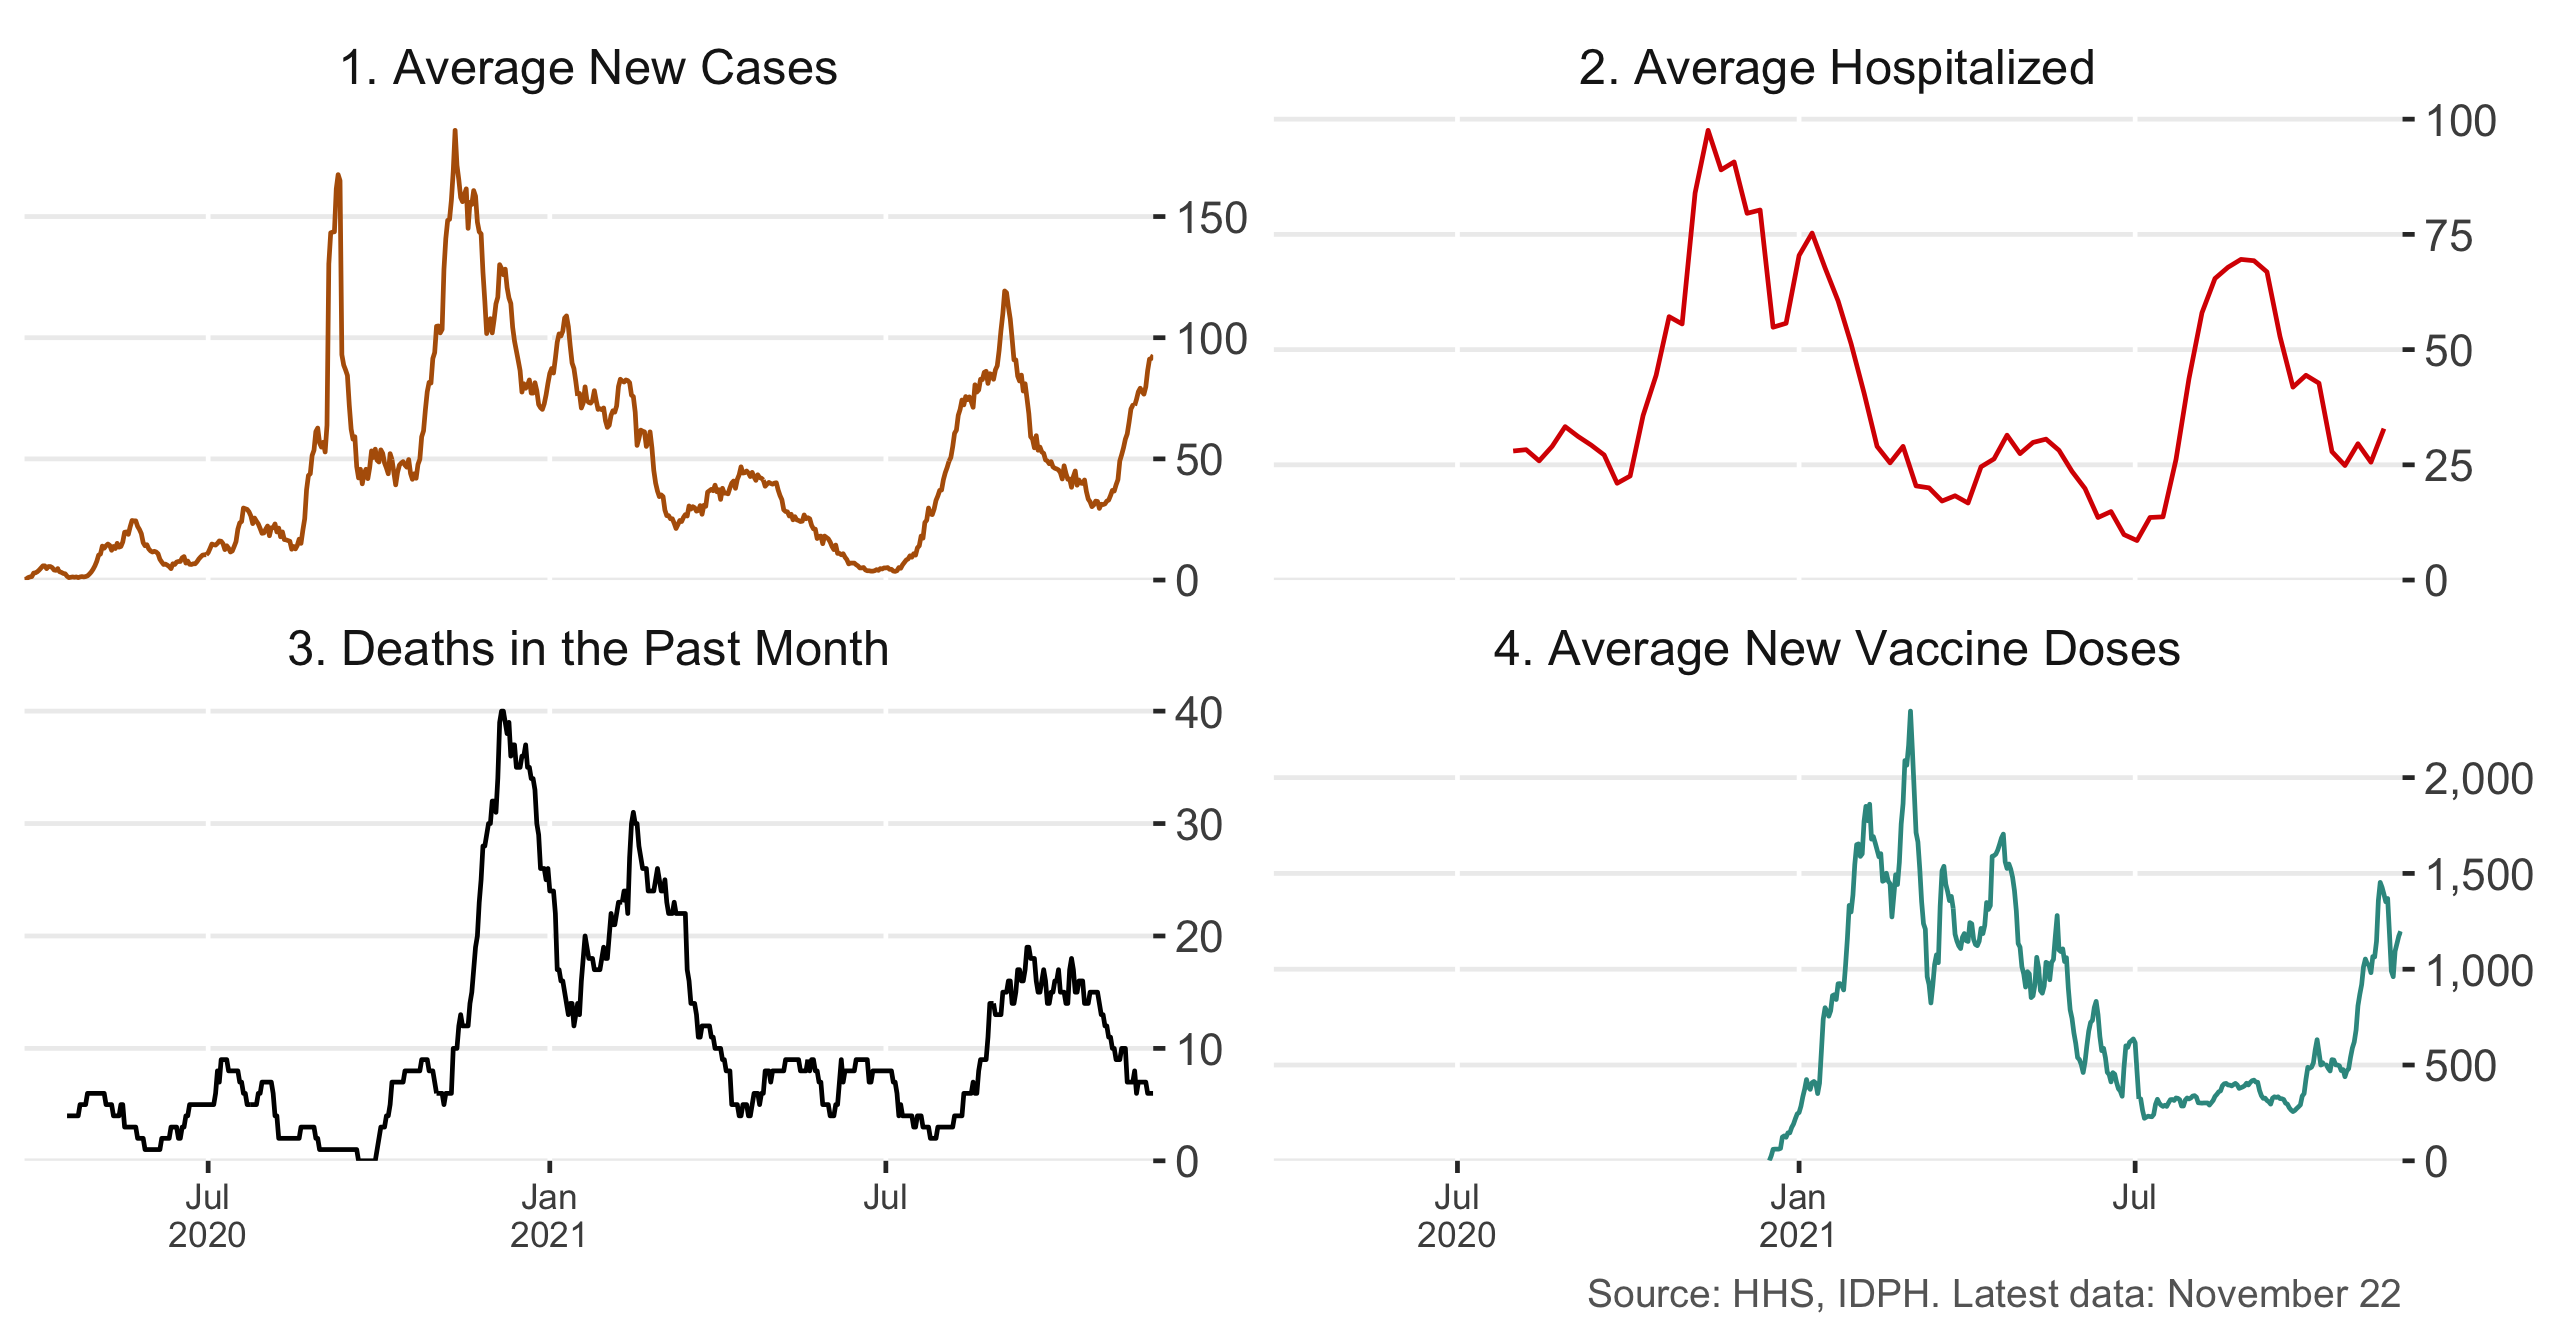 1. Average New Cases
150
100
50
0
2. Average Hospitalized
100
75
50
25
0
3. Deaths in the Past Month
40
30
20
10
0
Jul
2020
Jan
2021
Jul
4. Average New Vaccine Doses
2,000
1,500
1,000
500
0
Jul
2020
Jan
2021
Jul
Source: HHS, IDPH. Latest data: November 22